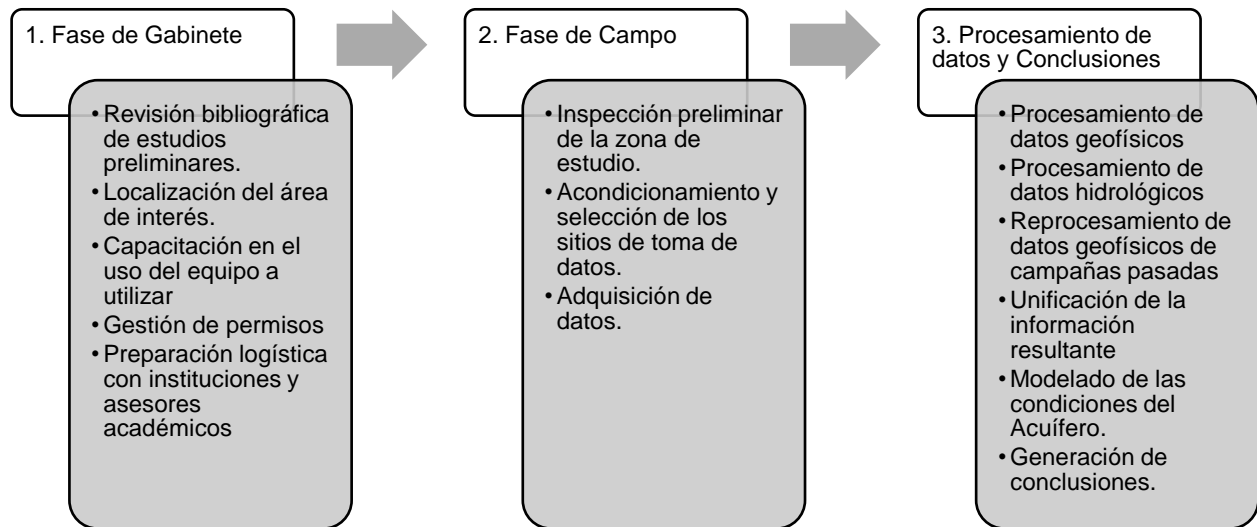 1. Fase de Gabinete
• Revisión bibliográfica
de estudios
preliminares.
• Localización del área
de interés.
• Capacitación en el
uso del equipo a
utilizar
• Gestión de permisos
• Preparación logística
con instituciones y
asesores
académicos
2. Fase de Campo
• Inspección preliminar
de la zona de
estudio.
• Acondicionamiento y
selección de los
sitios de toma de
datos.
• Adquisición de
datos.
3. Procesamiento de
datos y Conclusiones
• Procesamiento de
datos geofísicos
• Procesamiento de
datos hidrológicos
• Reprocesamiento de
datos geofísicos de
campañas pasadas
• Unificación de la
información
resultante
• Modelado de las
condiciones del
Acuífero.
• Generación de
conclusiones.